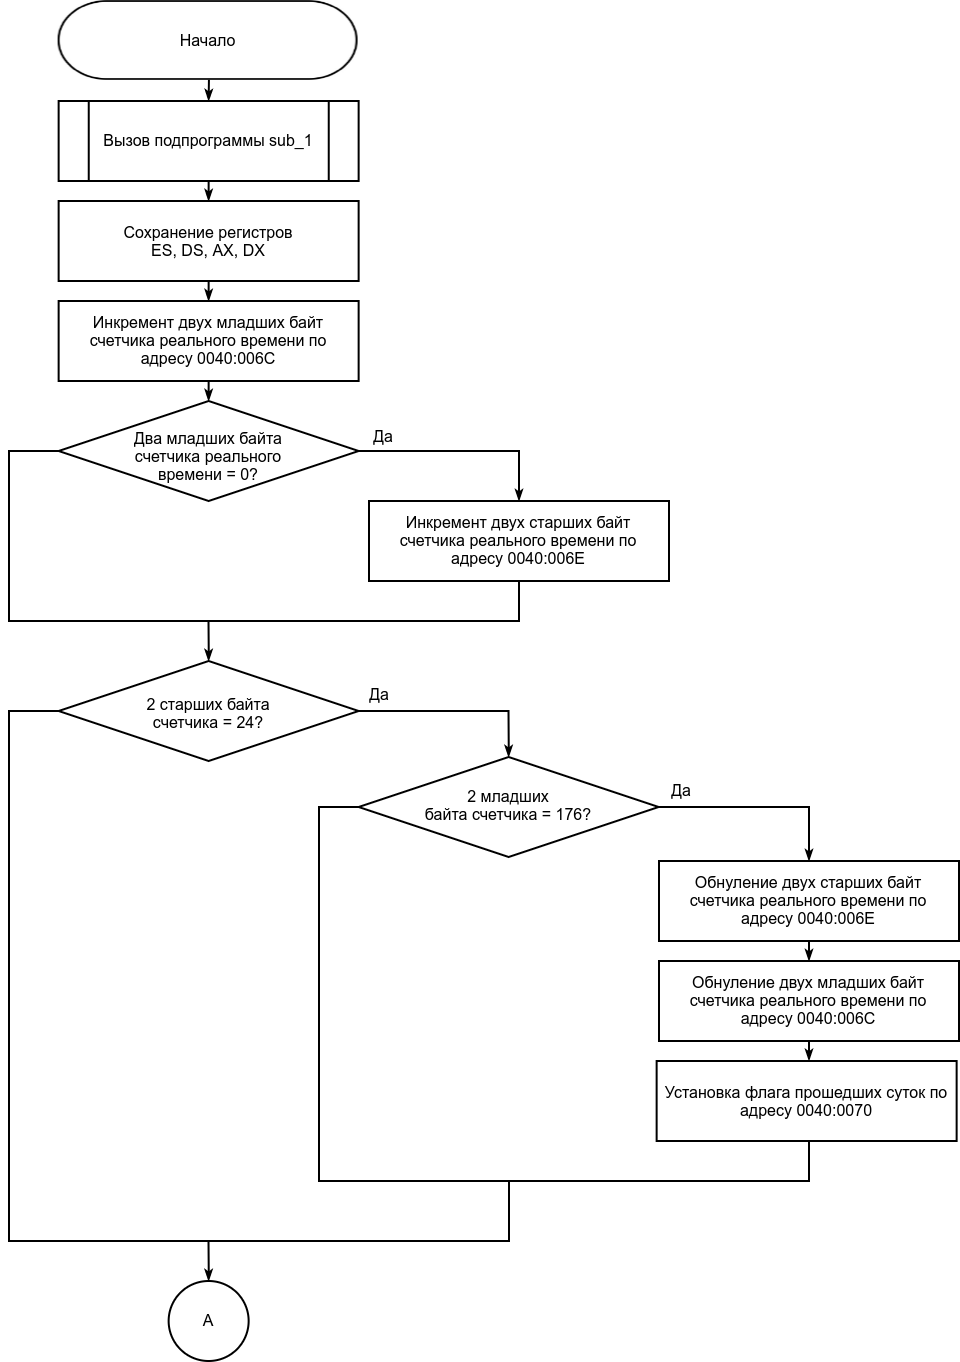 Начало
Вызов подпрограммы sub_1
Сохранение регистров
ES, DS, AX, DX
Инкремент двух младших байт
счетчика реального времени по
адресу 0040:006C
Два младших байта
счетчика реального
времени = 0?
Да
Инкремент двух старших байт
счетчика реального времени по
адресу 0040:006E
2 старших байта
счетчика = 24?
Да
2 младших
байта счетчика = 176?
Да
Обнуление двух старших байт
счетчика реального времени по
адресу 0040:006E
Обнуление двух младших байт
счетчика реального времени по
адресу 0040:006C
Установка флага прошедших суток по
адресу 0040:0070
А